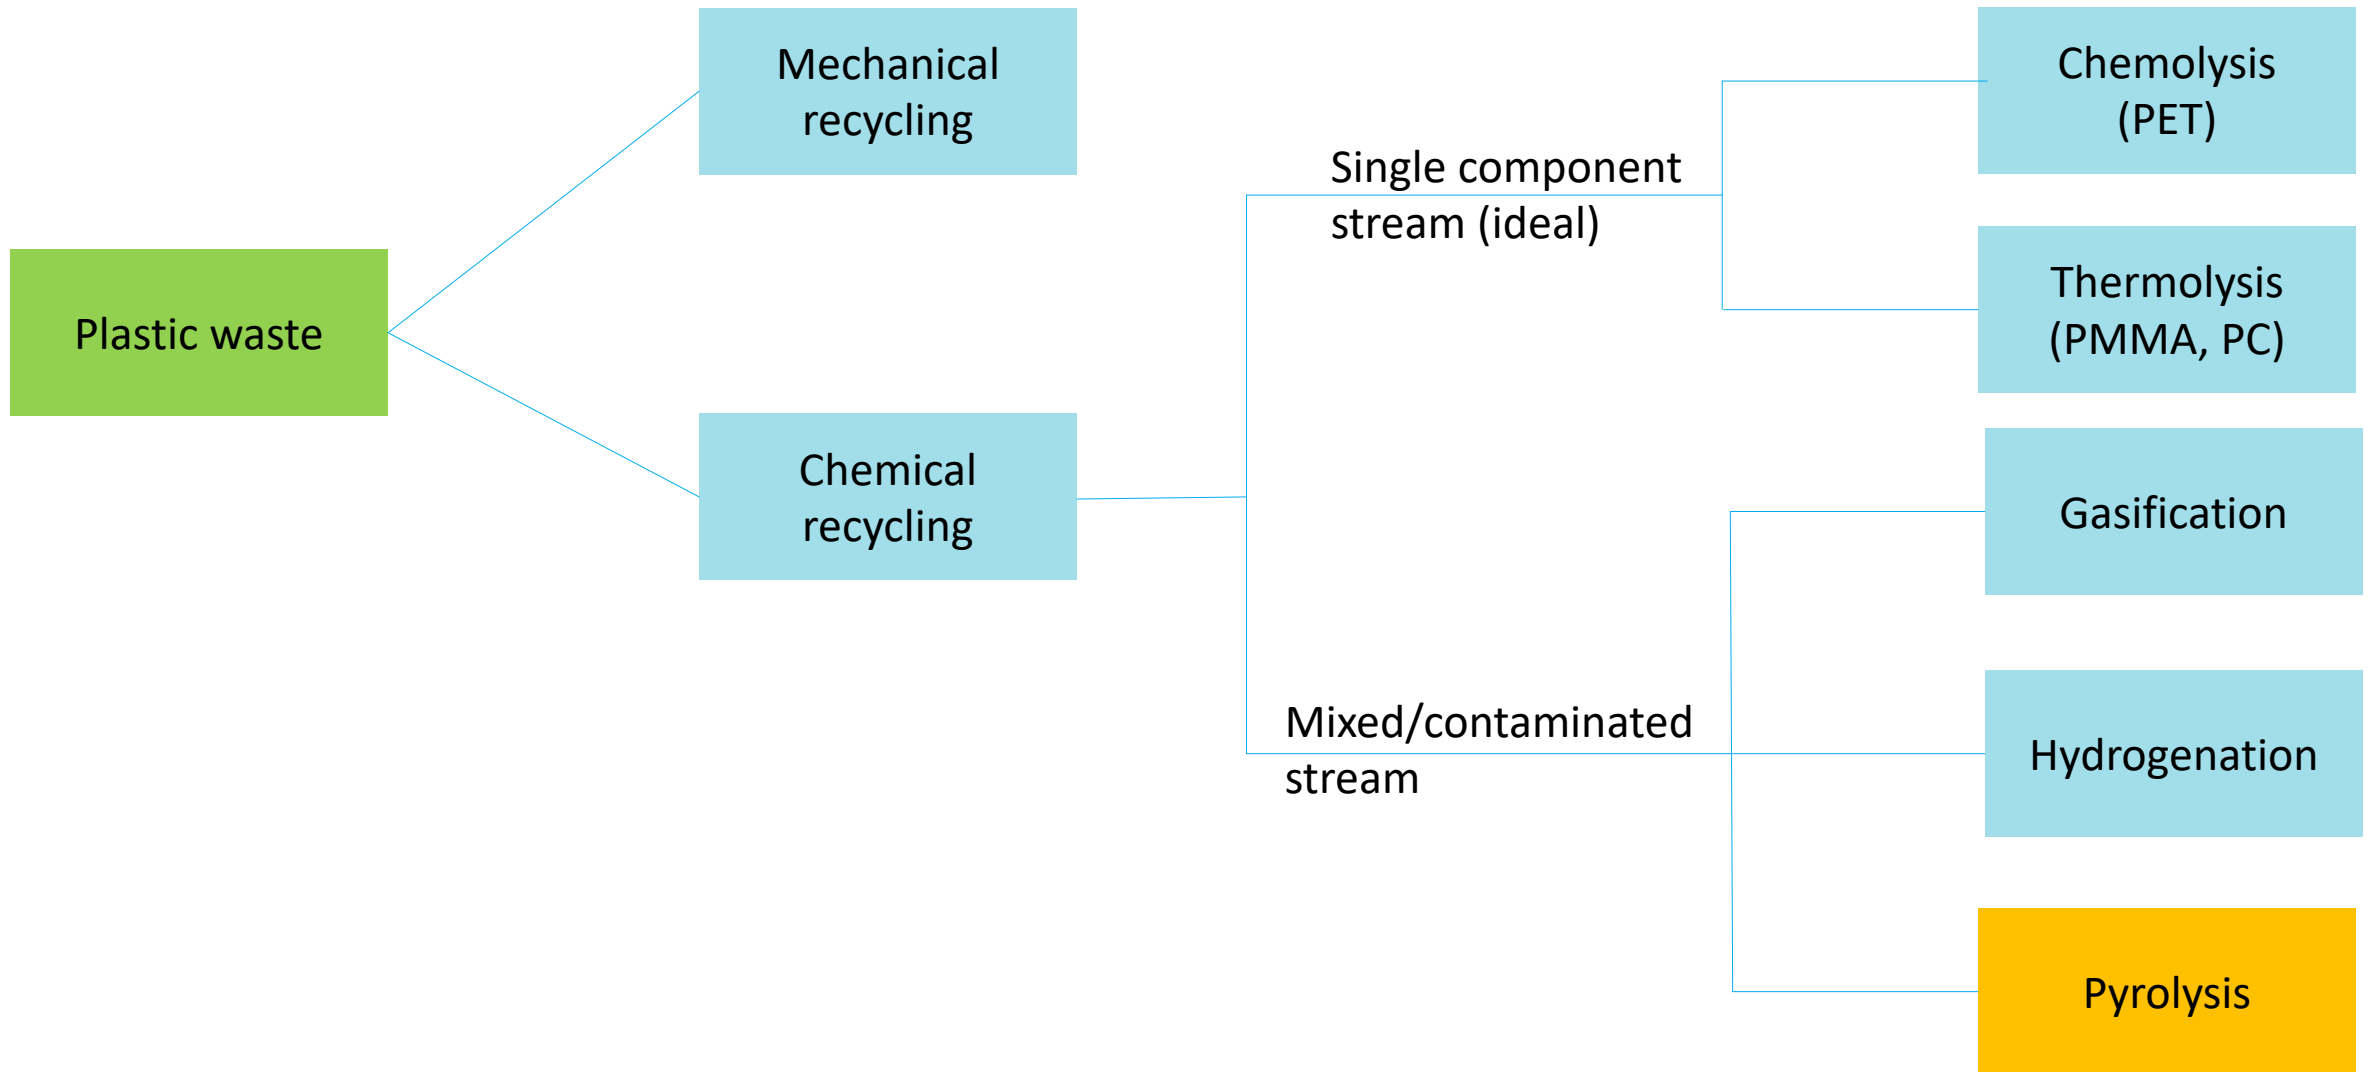 Plastic waste
Mechanical
recycling
Chemical
recycling
Single component
stream (ideal)
Mixed/contaminated
stream
Chemolysis
(PET)
Thermolysis
(PMMA, PC)
Gasification
Hydrogenation
Pyrolysis